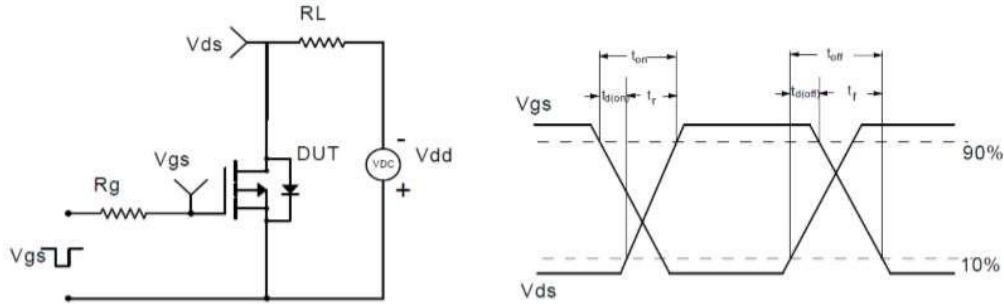 RL
Vds
-
Vgs
DUT
VDC
Vdd
+
Rg
Vgs
ton
toff
td(on)
tr
td(off)
tf
Vgs
90%
10%
Vds